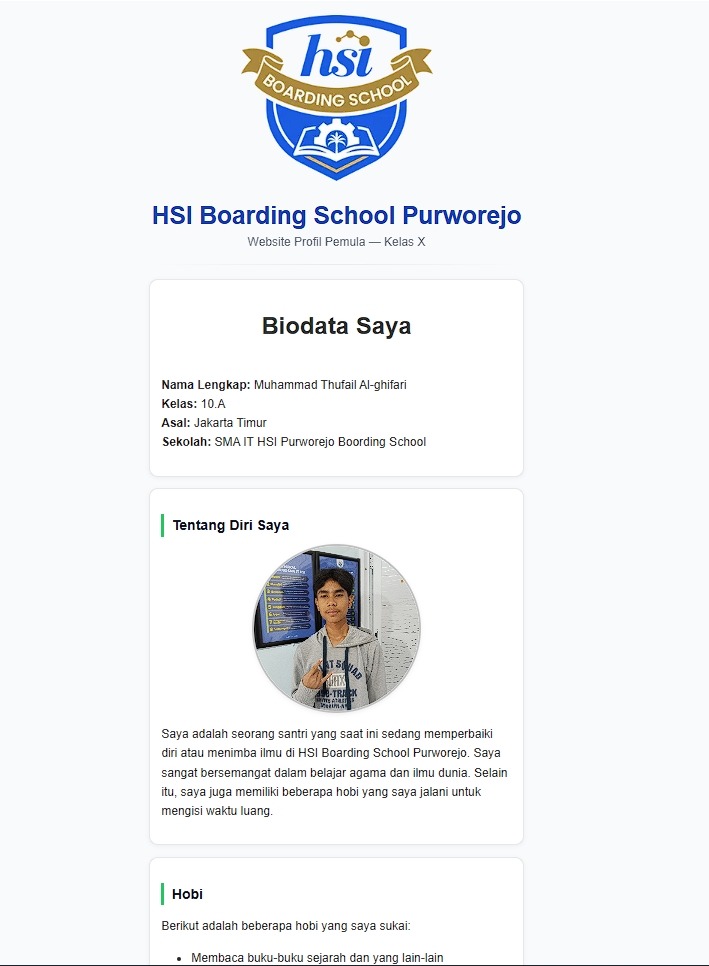 hsi
BOARDING SCHOOL
HSI Boarding School Purworejo
Website Profil Pemula — Kelas X
Biodata Saya
Nama Lengkap: Muhammad Thufail Al-ghifari
Kelas: 10.A
Asal: Jakarta Timur
Sekolah: SMA IT HSI Purworejo Boording School
Tentang Diri Saya
Saya adalah seorang santri yang saat ini sedang memperbaiki
diri atau menimba ilmu di HSI Boarding School Purworejo. Saya
sangat bersemangat dalam belajar agama dan ilmu dunia. Selain
itu, saya juga memiliki beberapa hobi yang saya jalani untuk
mengisi waktu luang.
Hobi
Berikut adalah beberapa hobi yang saya sukai:
• Membaca buku-buku sejarah dan yang lain-lain